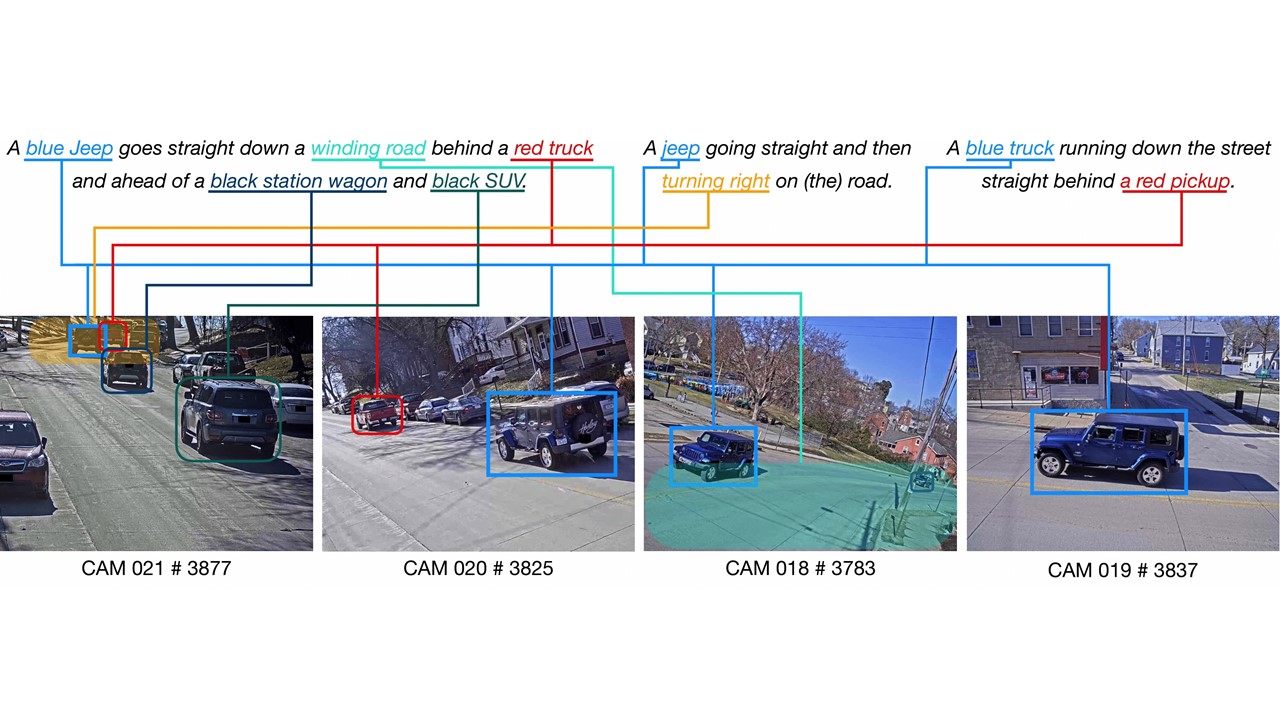 A blue Jeep goes straight down a winding road behind a red truck
and ahead of a black station wagon and black SUV.
A jeep going straight and then
turning right on (the) road.
A blue truck running down the street
straight behind a red pickup.
CAM 021 # 3877
CAM 020 # 3825
CAM 018 # 3783
CAM 019 # 3837